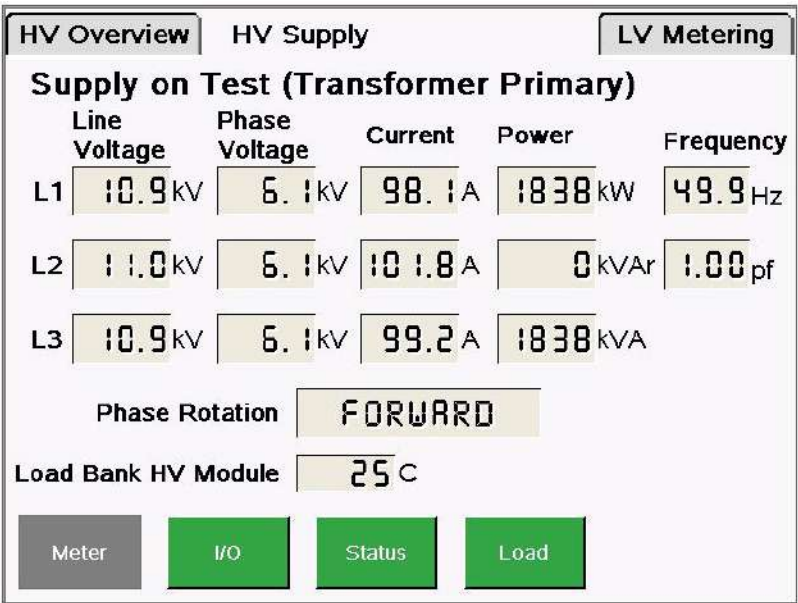 HV Overview HV Supply LV Metering
Supply on Test (Transformer Primary)
Line Voltage Phase Voltage Current Power Frequency
L1 10.9 kV 6.1 kV 98.1 A 1838 kW 49.9 Hz
L2 11.0 kV 6.1 kV 101.8 A 0 kVAr 1.00 pf
L3 10.9 kV 6.1 kV 99.2 A 1838 kVA
Phase Rotation FORWARD
Load Bank HV Module 25 C
Meter I/O Status Load